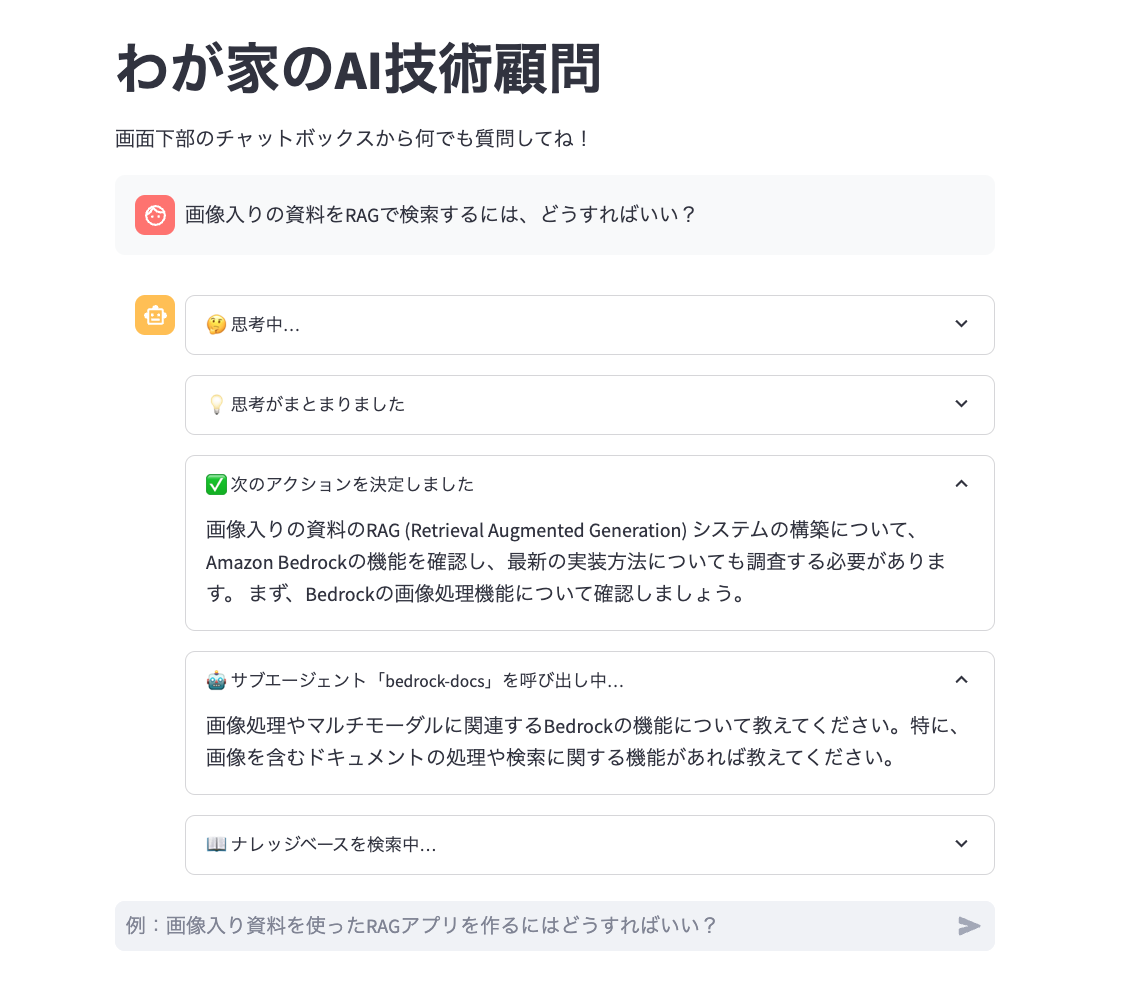 わが家のAI技術顧問
画面下部のチャットボックスから何でも質問してね！
画像入りの資料をRAGで検索するには、どうすればいい？
🤔 思考中…
💡 思考がまとまりました
✅ 次のアクションを決定しました
画像入りの資料のRAG (Retrieval Augmented Generation) システムの構築について、
Amazon Bedrockの機能を確認し、最新の実装方法についても調査する必要がありま
す。 まず、Bedrockの画像処理機能について確認しましょう。
🤖 サブエージェント「bedrock-docs」を呼び出し中…
画像処理やマルチモーダルに関連するBedrockの機能について教えてください。特に、
画像を含むドキュメントの処理や検索に関する機能があれば教えてください。
📖 ナレッジベースを検索中…
例：画像入り資料を使ったRAGアプリを作るにはどうすればいい？